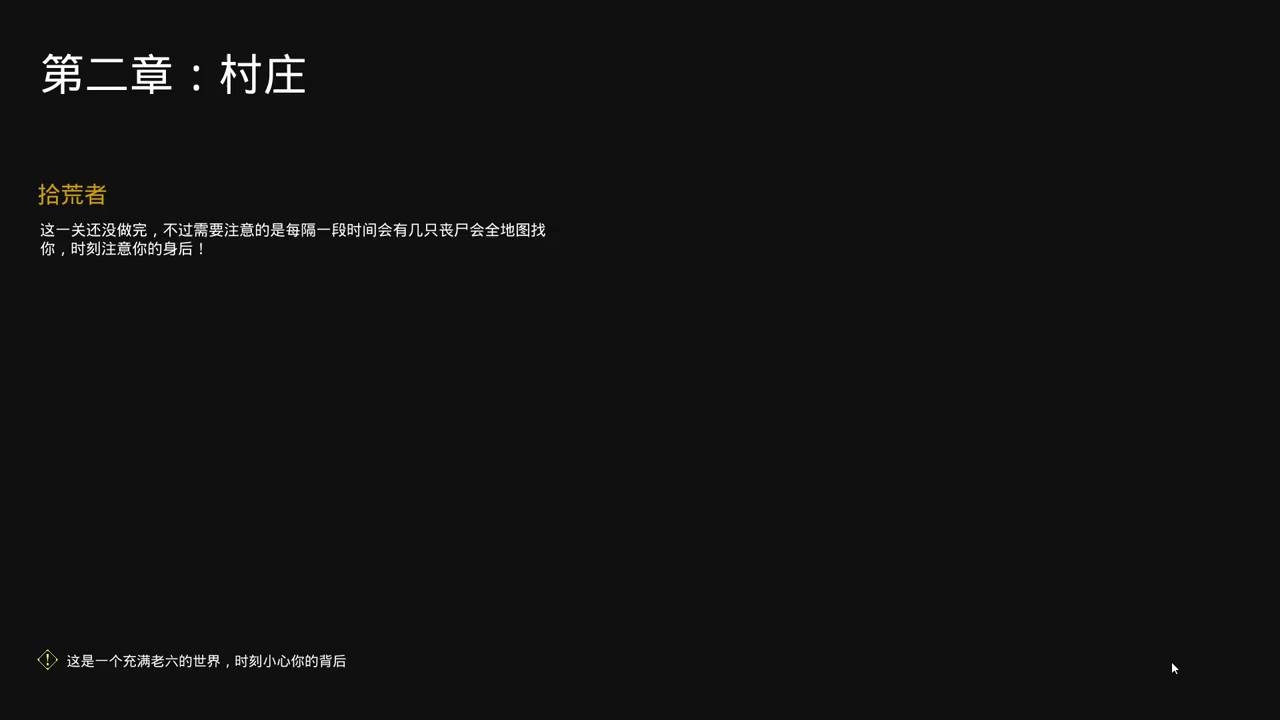 第二章：村庄
拾荒者
这一关还没做完，不过需要注意的是每隔一段时间会有几只丧尸会全地图找
你，时刻注意你的身后！
这是一个充满老六的世界，时刻小心你的背后